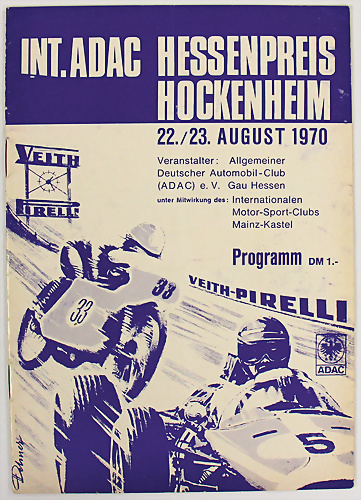 INT. ADAC HESSENPREIS
HOCKENHEIM
22./23. AUGUST 1970
Veranstalter: Allgemeiner
Deutscher Automobil-Club
(ADAC) e. V. Gau Hessen
unter Mitwirkung des: Internationalen
Motor-Sport-Clubs
Mainz-Kastel
Programm DM 1.-
VEITH
PIRELLI
VEITH-PIRELLI
33
33
ADAC
5